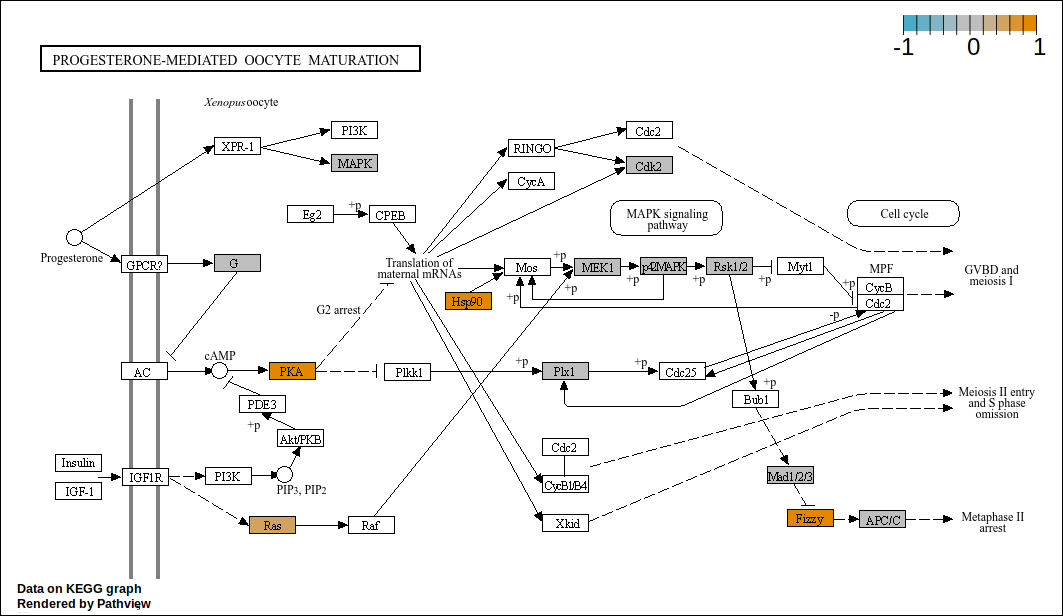 -1 0 1
PROGESTERONE-MEDIATED OOCYTE MATURATION
Xenopus oocyte
XPR-1
PI3K
MAPK
RINGO
CycA
Cdc2
Cdk2
Eg2
+p
CPEB
MAPK signaling
pathway
Cell cycle
Progesterone
GPCR?
G
Translation of
maternal mRNAs
Mos
+p
MEK1
p42MAPK
Rsk1/2
Myt1
MPF
CycB
Cdc2
GVBD and
meiosis I
Hsp90
+p
+p
+p
+p
+p
+p
-p
G2 arrest
cAMP
AC
PKA
Plkk1
+p
Plx1
+p
Cdc25
PDE3
+p
Akt/PKB
+p
Bub1
Meiosis II entry
and S phase
omission
Insulin
IGF-1
IGF1R
PI3K
PIP3, PIP2
Cdc2
CycB1/B4
Mad1/2/3
Ras
Raf
Xkid
Fizzy
APC/C
Metaphase II
arrest
Data on KEGG graph
Rendered by Pathview